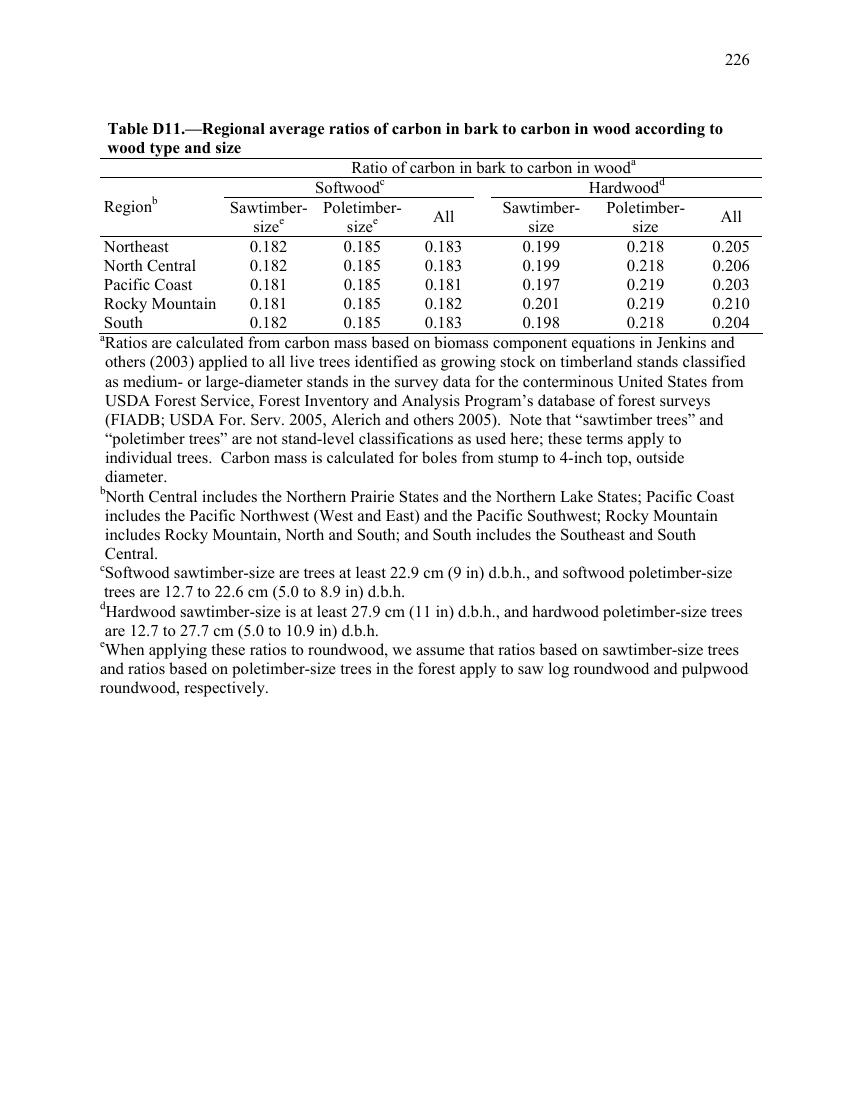 226
Table D11.—Regional average ratios of carbon in bark to carbon in wood according to
wood type and size
Ratio of carbon in bark to carbon in woodᵃ
Softwoodᶜ Hardwoodᵈ
Regionᵇ Sawtimber- Poletimber- All Sawtimber- Poletimber- All
sizeᵉ sizeᵉ size size
Northeast 0.182 0.185 0.183 0.199 0.218 0.205
North Central 0.182 0.185 0.183 0.199 0.218 0.206
Pacific Coast 0.181 0.185 0.181 0.197 0.219 0.203
Rocky Mountain 0.181 0.185 0.182 0.201 0.219 0.210
South 0.182 0.185 0.183 0.198 0.218 0.204
ᵃRatios are calculated from carbon mass based on biomass component equations in Jenkins and
others (2003) applied to all live trees identified as growing stock on timberland stands classified
as medium- or large-diameter stands in the survey data for the conterminous United States from
USDA Forest Service, Forest Inventory and Analysis Program’s database of forest surveys
(FIADB; USDA For. Serv. 2005, Alerich and others 2005). Note that “sawtimber trees” and
“poletimber trees” are not stand-level classifications as used here; these terms apply to
individual trees. Carbon mass is calculated for boles from stump to 4-inch top, outside
diameter.
ᵇNorth Central includes the Northern Prairie States and the Northern Lake States; Pacific Coast
includes the Pacific Northwest (West and East) and the Pacific Southwest; Rocky Mountain
includes Rocky Mountain, North and South; and South includes the Southeast and South
Central.
ᶜSoftwood sawtimber-size are trees at least 22.9 cm (9 in) d.b.h., and softwood poletimber-size
trees are 12.7 to 22.6 cm (5.0 to 8.9 in) d.b.h.
ᵈHardwood sawtimber-size is at least 27.9 cm (11 in) d.b.h., and hardwood poletimber-size trees
are 12.7 to 27.7 cm (5.0 to 10.9 in) d.b.h.
ᵉWhen applying these ratios to roundwood, we assume that ratios based on sawtimber-size trees
and ratios based on poletimber-size trees in the forest apply to saw log roundwood and pulpwood
roundwood, respectively.